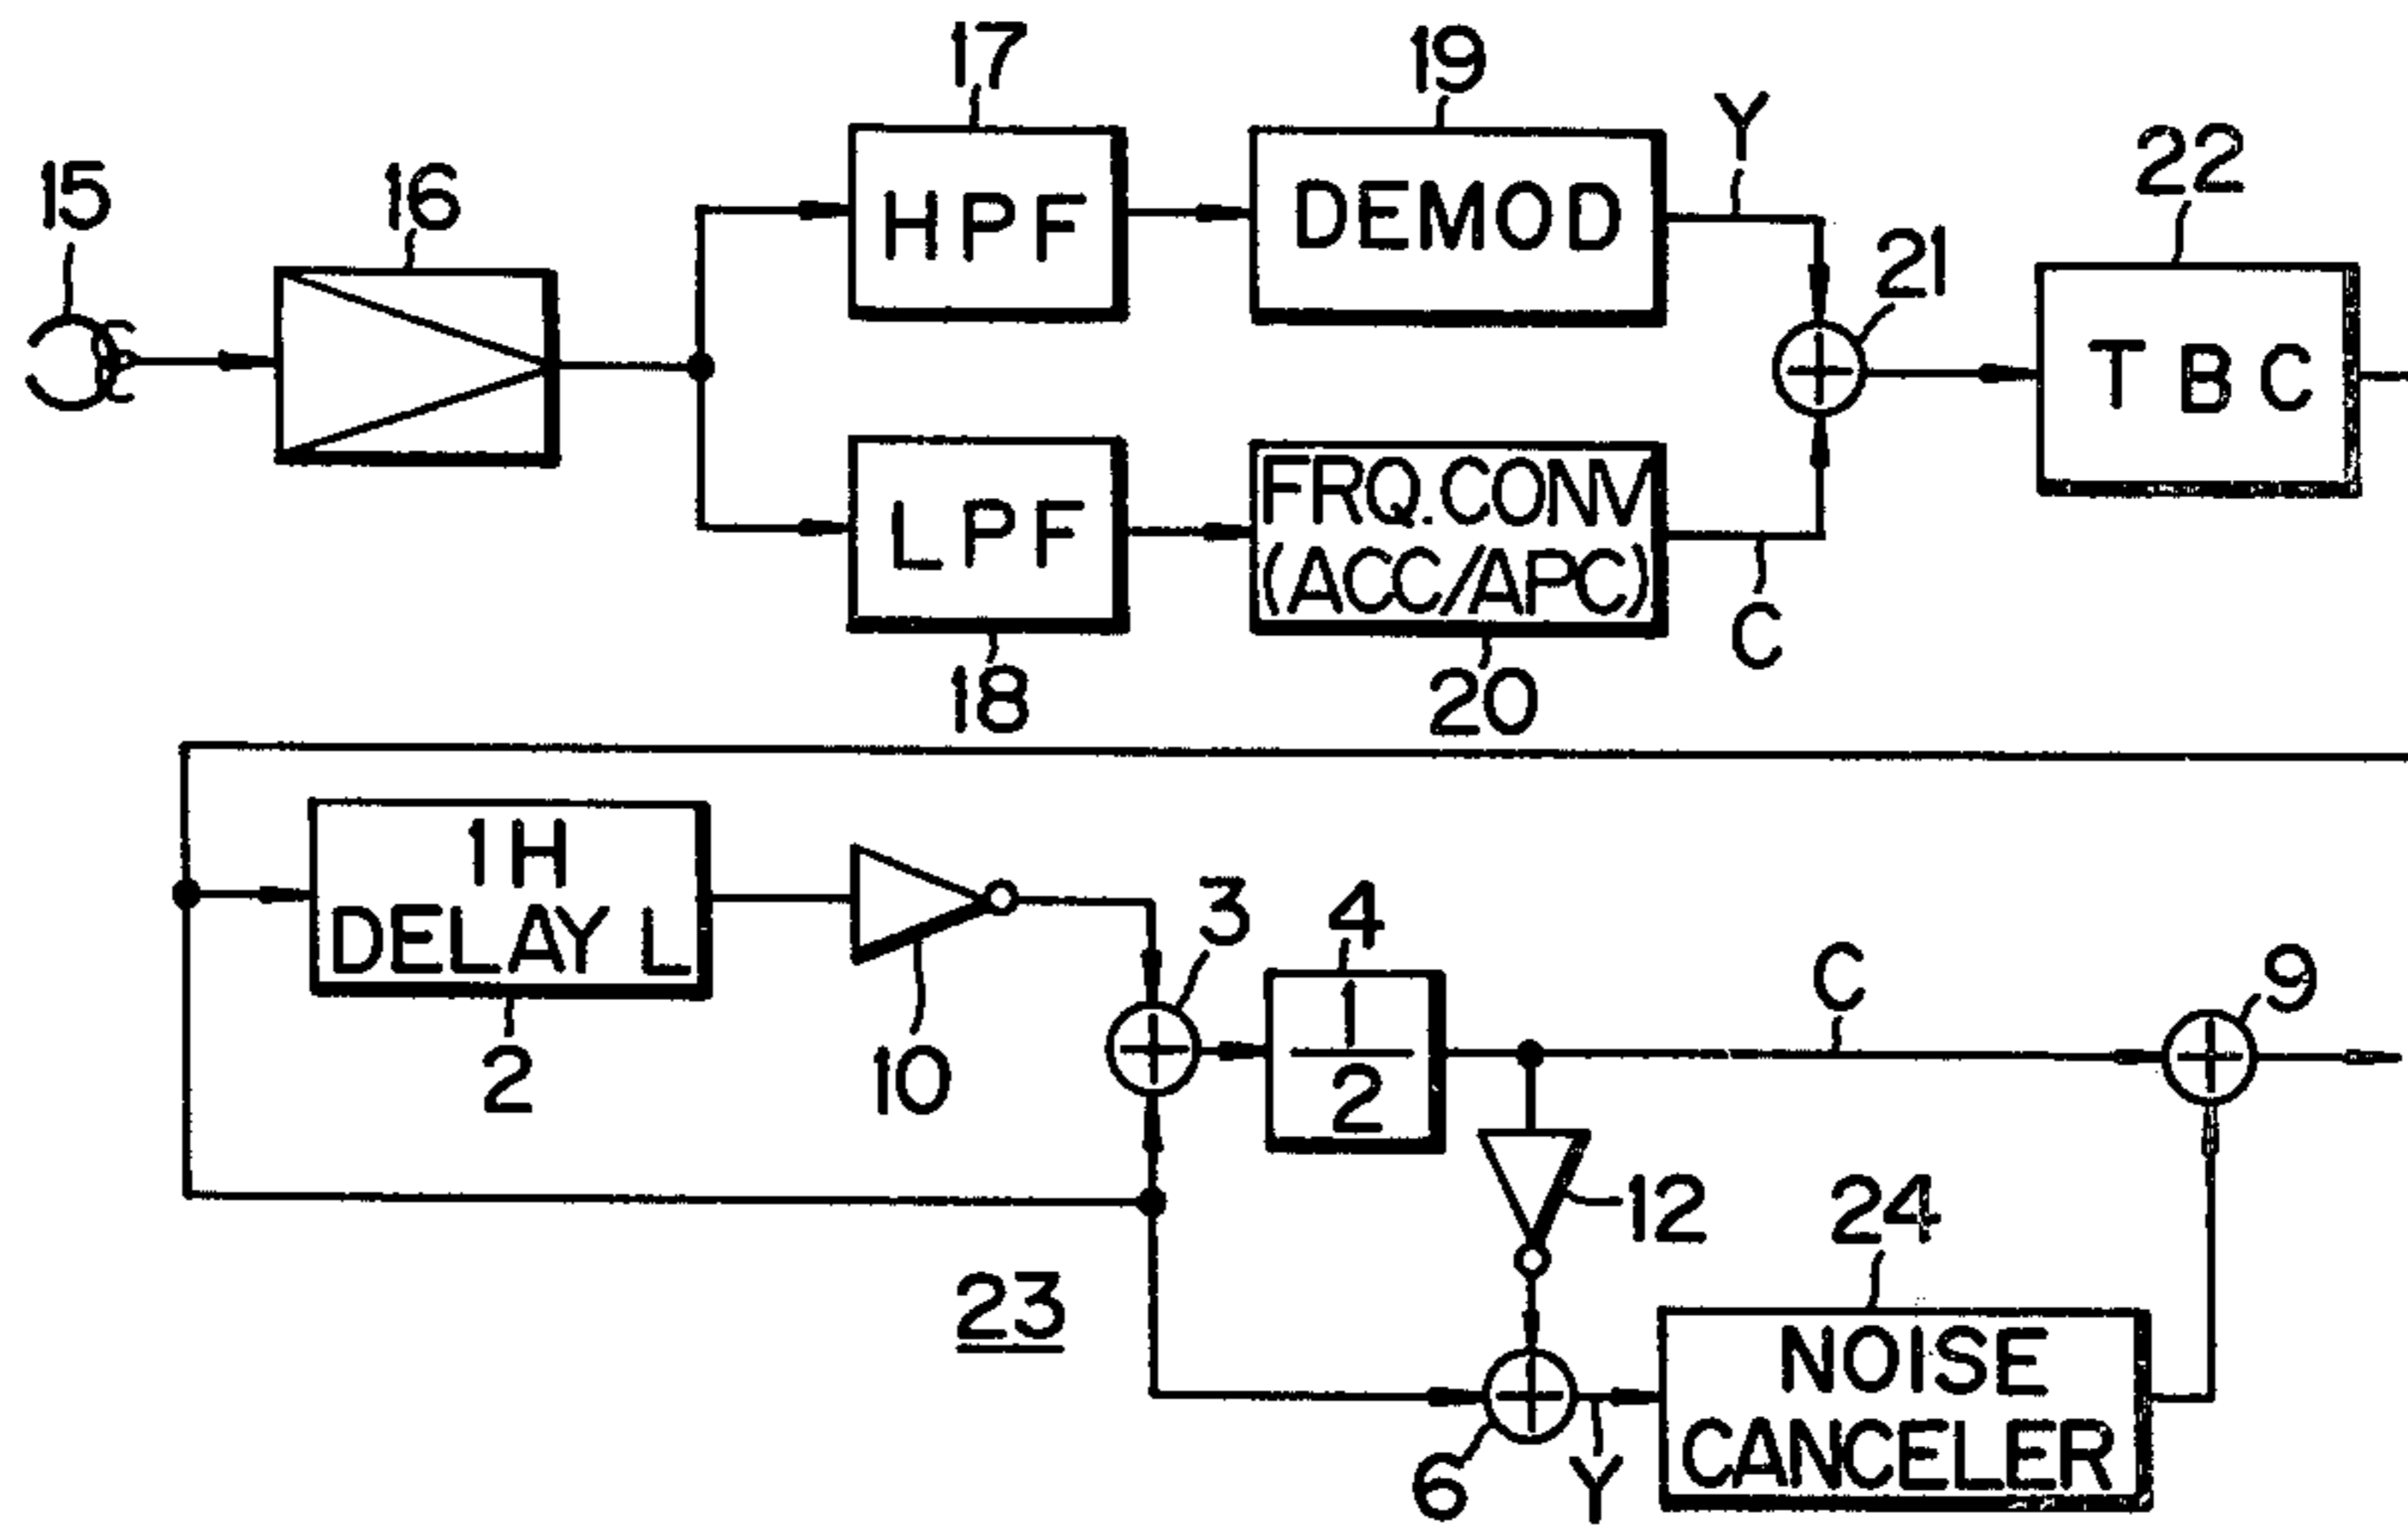 17
19
Y
15
16
22
HPF
DEMOD
21
TBC
LPF
FRQ.CONV
(ACC/APC)
C
18
20
1H
DELAY L
3
4
C
9
1
2
2
10
12
24
23
NOISE
CANCELER
6
Y